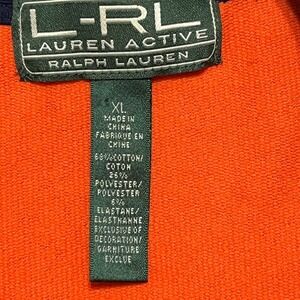 L-RL
LAUREN ACTIVE
RALPH LAUREN
XL
MADE IN
CHINA
FABRIQUE EN
CHINE
68%COTTON/
COTON
26%
POLYESTER/
POLYESTER
6%
ELASTANE/
ELASTHANNE
EXCLUSIVE OF
DECORATION/
GARNITURE
EXCLUE